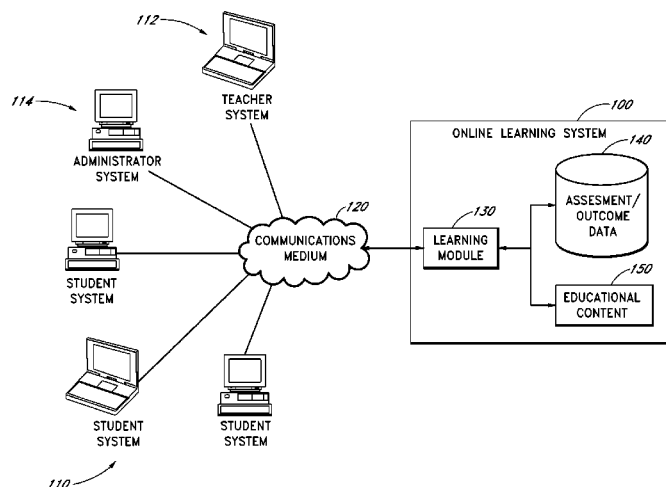 112
TEACHER
SYSTEM
114
ADMINISTRATOR
SYSTEM
STUDENT
SYSTEM
STUDENT
SYSTEM
110
STUDENT
SYSTEM
120
COMMUNICATIONS
MEDIUM
100
ONLINE LEARNING SYSTEM
130
LEARNING
MODULE
140
ASSESMENT/
OUTCOME
DATA
150
EDUCATIONAL
CONTENT